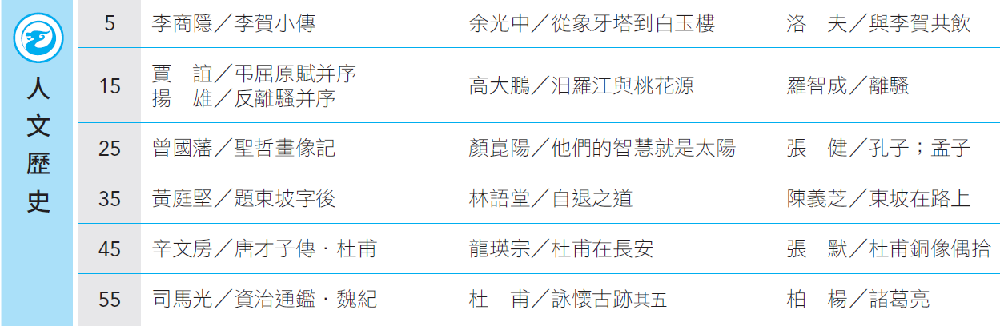 人文歷史
5 李商隱／李賀小傳 余光中／從象牙塔到白玉樓 洛　夫／與李賀共飲
15 賈　誼／弔屈原賦并序 高大鵬／汨羅江與桃花源 羅智成／離騷
揚　雄／反離騷并序
25 曾國藩／聖哲畫像記 顏崑陽／他們的智慧就是太陽 張　健／孔子；孟子
35 黃庭堅／題東坡字後 林語堂／自退之道 陳義芝／東坡在路上
45 辛文房／唐才子傳．杜甫 龍瑛宗／杜甫在長安 張　默／杜甫銅像偶拾
55 司馬光／資治通鑑．魏紀 杜　甫／詠懷古跡其五 柏　楊／諸葛亮